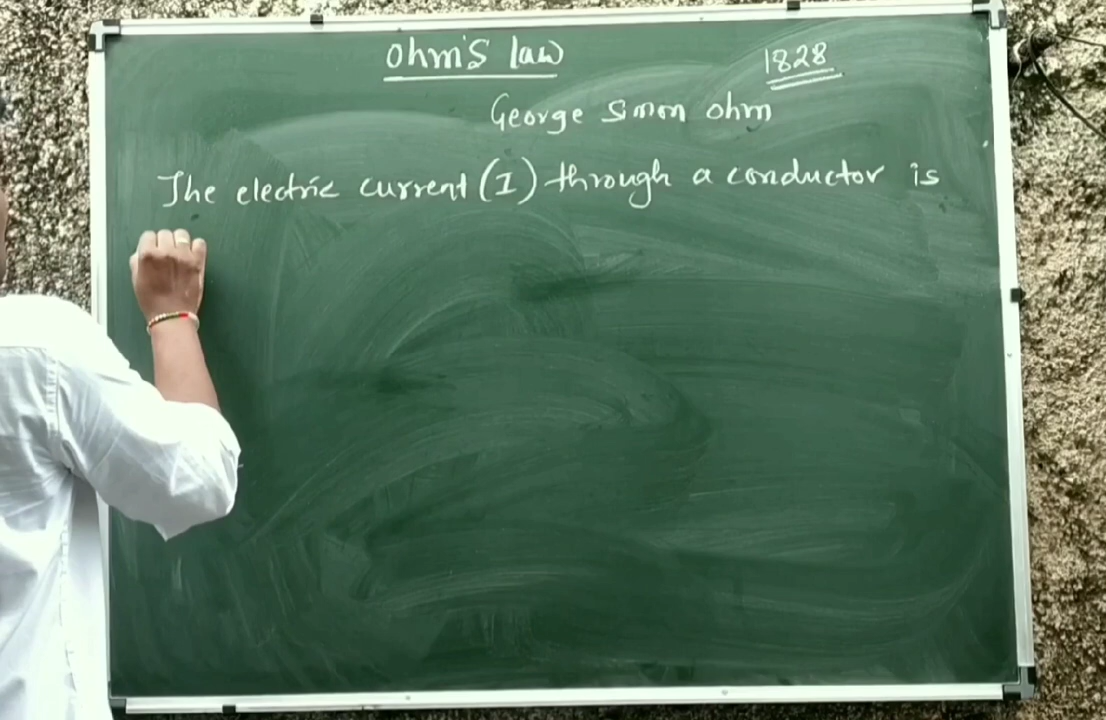 ohm's law
1828
George Simon ohm
The electric current (I) through a conductor is